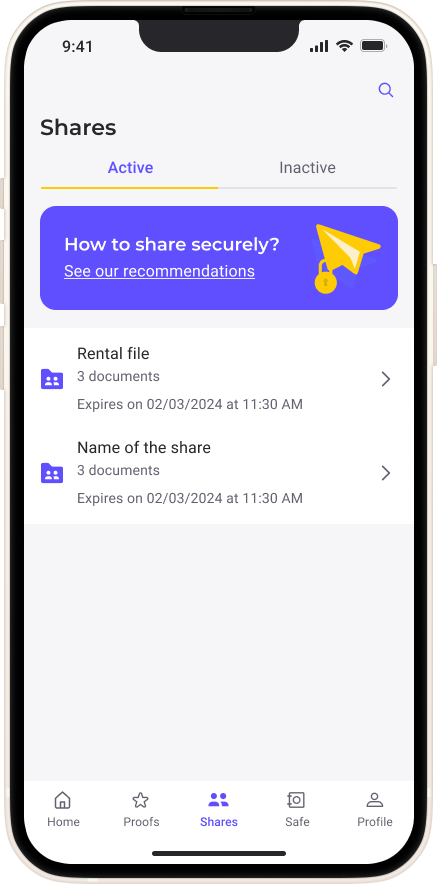 9:41
Shares
Active
Inactive
How to share securely?
See our recommendations
Rental file
3 documents
Expires on 02/03/2024 at 11:30 AM
Name of the share
3 documents
Expires on 02/03/2024 at 11:30 AM
Home
Proofs
Shares
Safe
Profile